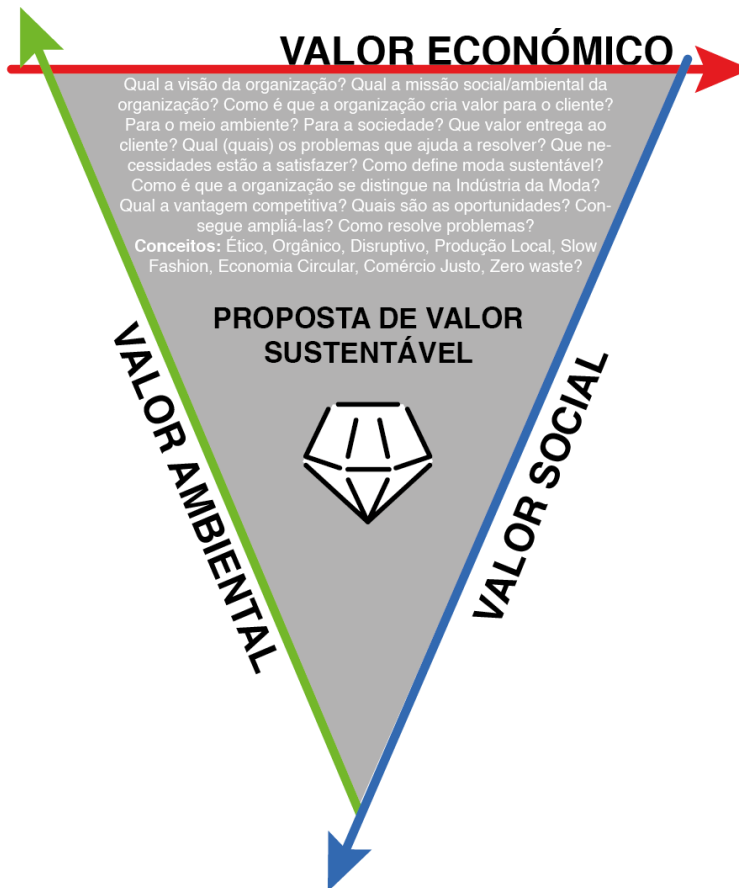 VALOR ECONÓMICO
Qual a visão da organização? Qual a missão social/ambiental da
organização? Como é que a organização cria valor para o cliente?
Para o meio ambiente? Para a sociedade? Que valor entrega ao
cliente? Qual (quais) os problemas que ajuda a resolver? Que ne-
cessidades estão a satisfazer? Como define moda sustentável?
Como é que a organização se distingue na Indústria da Moda?
Qual a vantagem competitiva? Quais são as oportunidades? Con-
segue ampliá-las? Como resolve problemas?
Conceitos: Ético, Orgânico, Disruptivo, Produção Local, Slow
Fashion, Economia Circular, Comércio Justo, Zero waste?
PROPOSTA DE VALOR
SUSTENTÁVEL
VALOR AMBIENTAL
VALOR SOCIAL